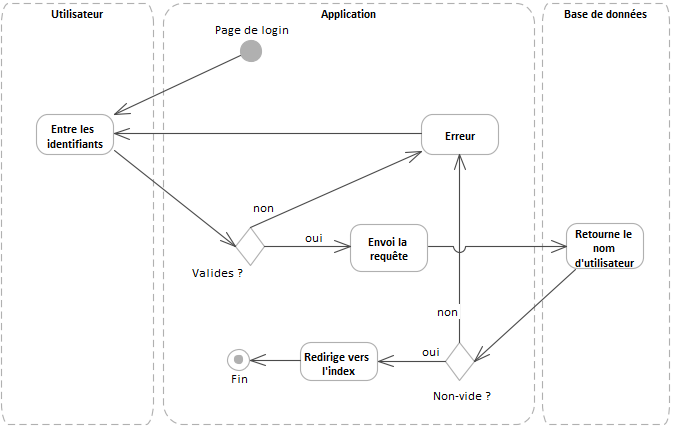 Utilisateur
Application
Base de données
Page de login
Entre les
identifiants
Erreur
non
oui
Envoi la
requête
Retourne le
nom
d'utilisateur
Valides ?
non
oui
Redirige vers
l'index
Fin
Non-vide ?